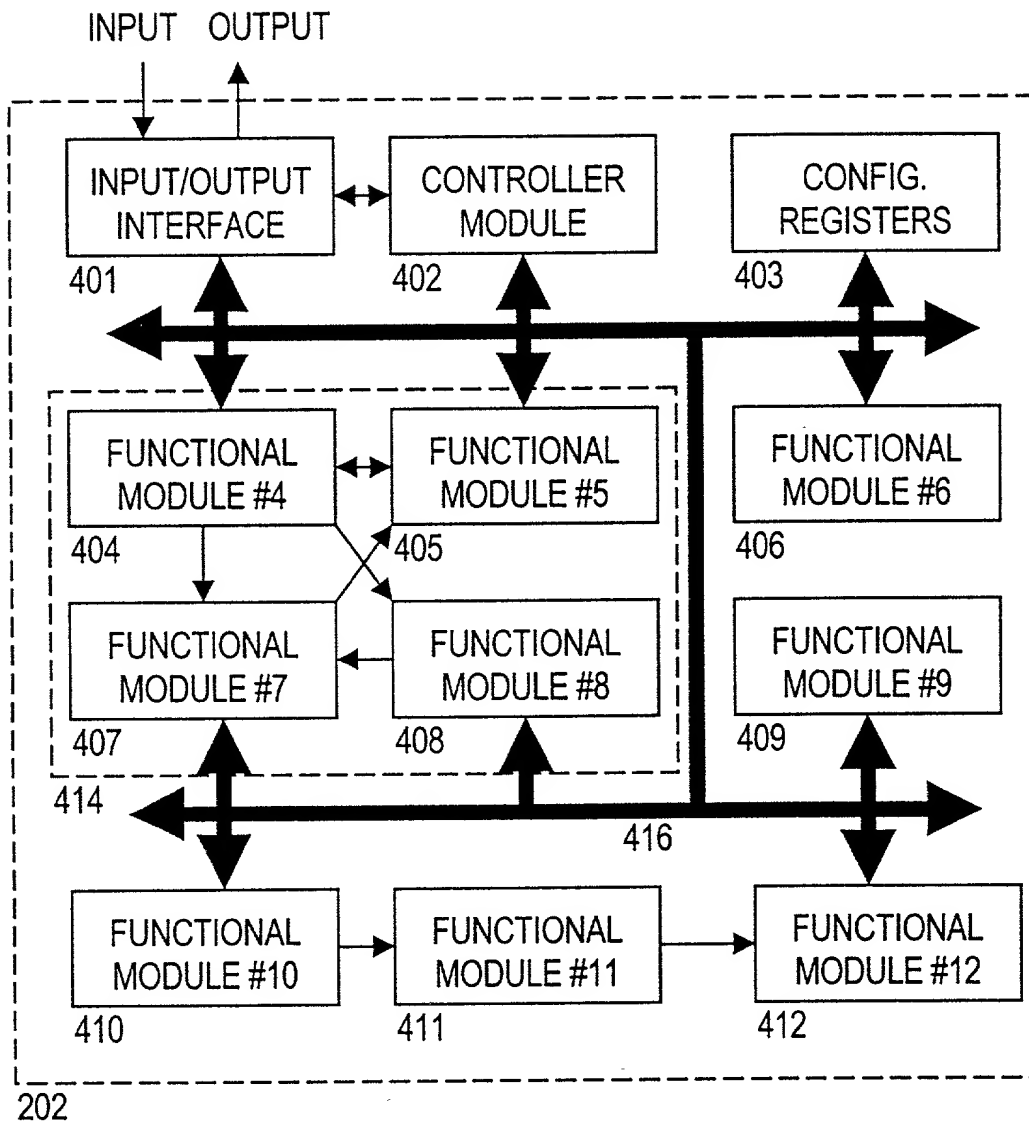 INPUT OUTPUT
INPUT/OUTPUT
INTERFACE
401
CONTROLLER
MODULE
402
CONFIG.
REGISTERS
403
FUNCTIONAL
MODULE #4
404
FUNCTIONAL
MODULE #5
405
FUNCTIONAL
MODULE #6
406
FUNCTIONAL
MODULE #7
407
FUNCTIONAL
MODULE #8
408
FUNCTIONAL
MODULE #9
409
414
416
FUNCTIONAL
MODULE #10
410
FUNCTIONAL
MODULE #11
411
FUNCTIONAL
MODULE #12
412
202